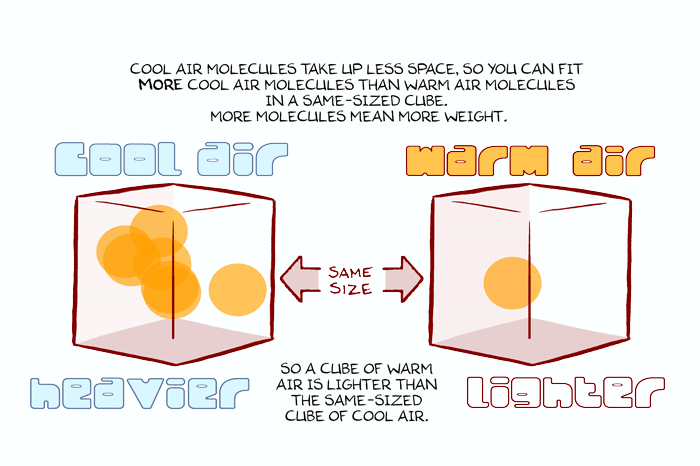 COOL AIR MOLECULES TAKE UP LESS SPACE, SO YOU CAN FIT
MORE COOL AIR MOLECULES THAN WARM AIR MOLECULES
IN A SAME-SIZED CUBE.
MORE MOLECULES MEAN MORE WEIGHT.
Cool air
warm air
SAME
SIZE
SO A CUBE OF WARM
AIR IS LIGHTER THAN
THE SAME-SIZED
CUBE OF COOL AIR.
heavier
lighter